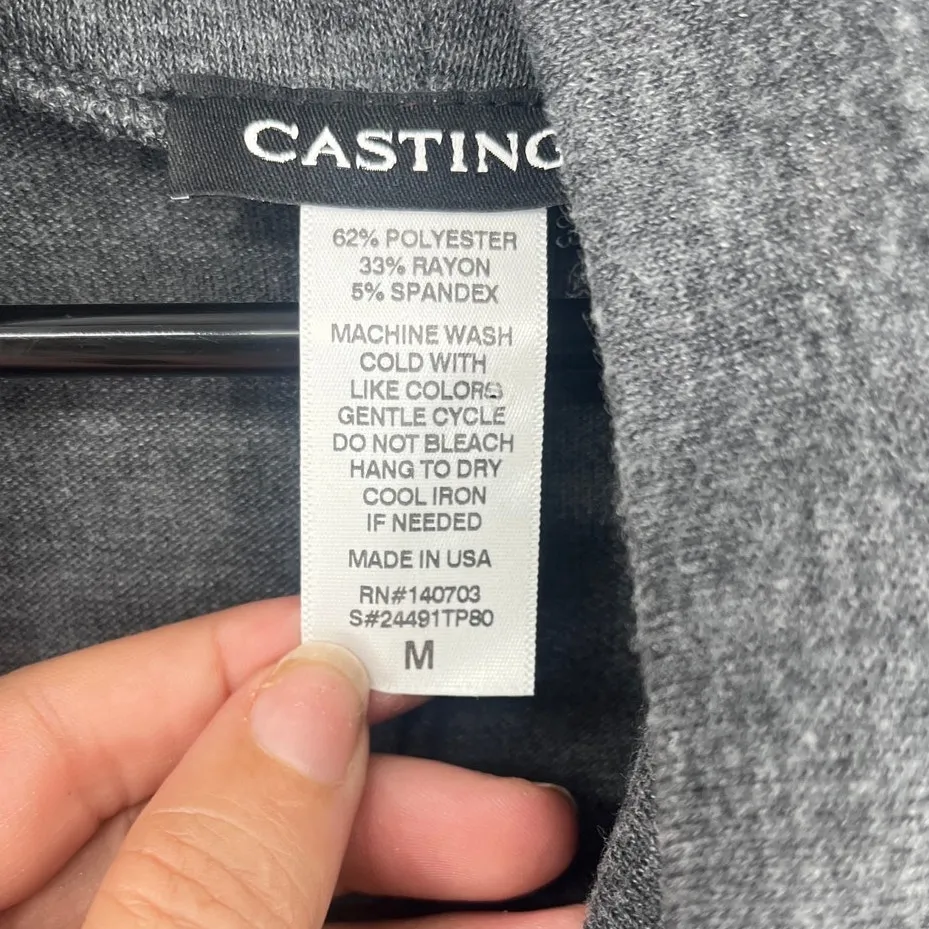 CASTING
62% POLYESTER
33% RAYON
5% SPANDEX
MACHINE WASH
COLD WITH
LIKE COLORS
GENTLE CYCLE
DO NOT BLEACH
HANG TO DRY
COOL IRON
IF NEEDED
MADE IN USA
RN#140703
S#24491TP80
M